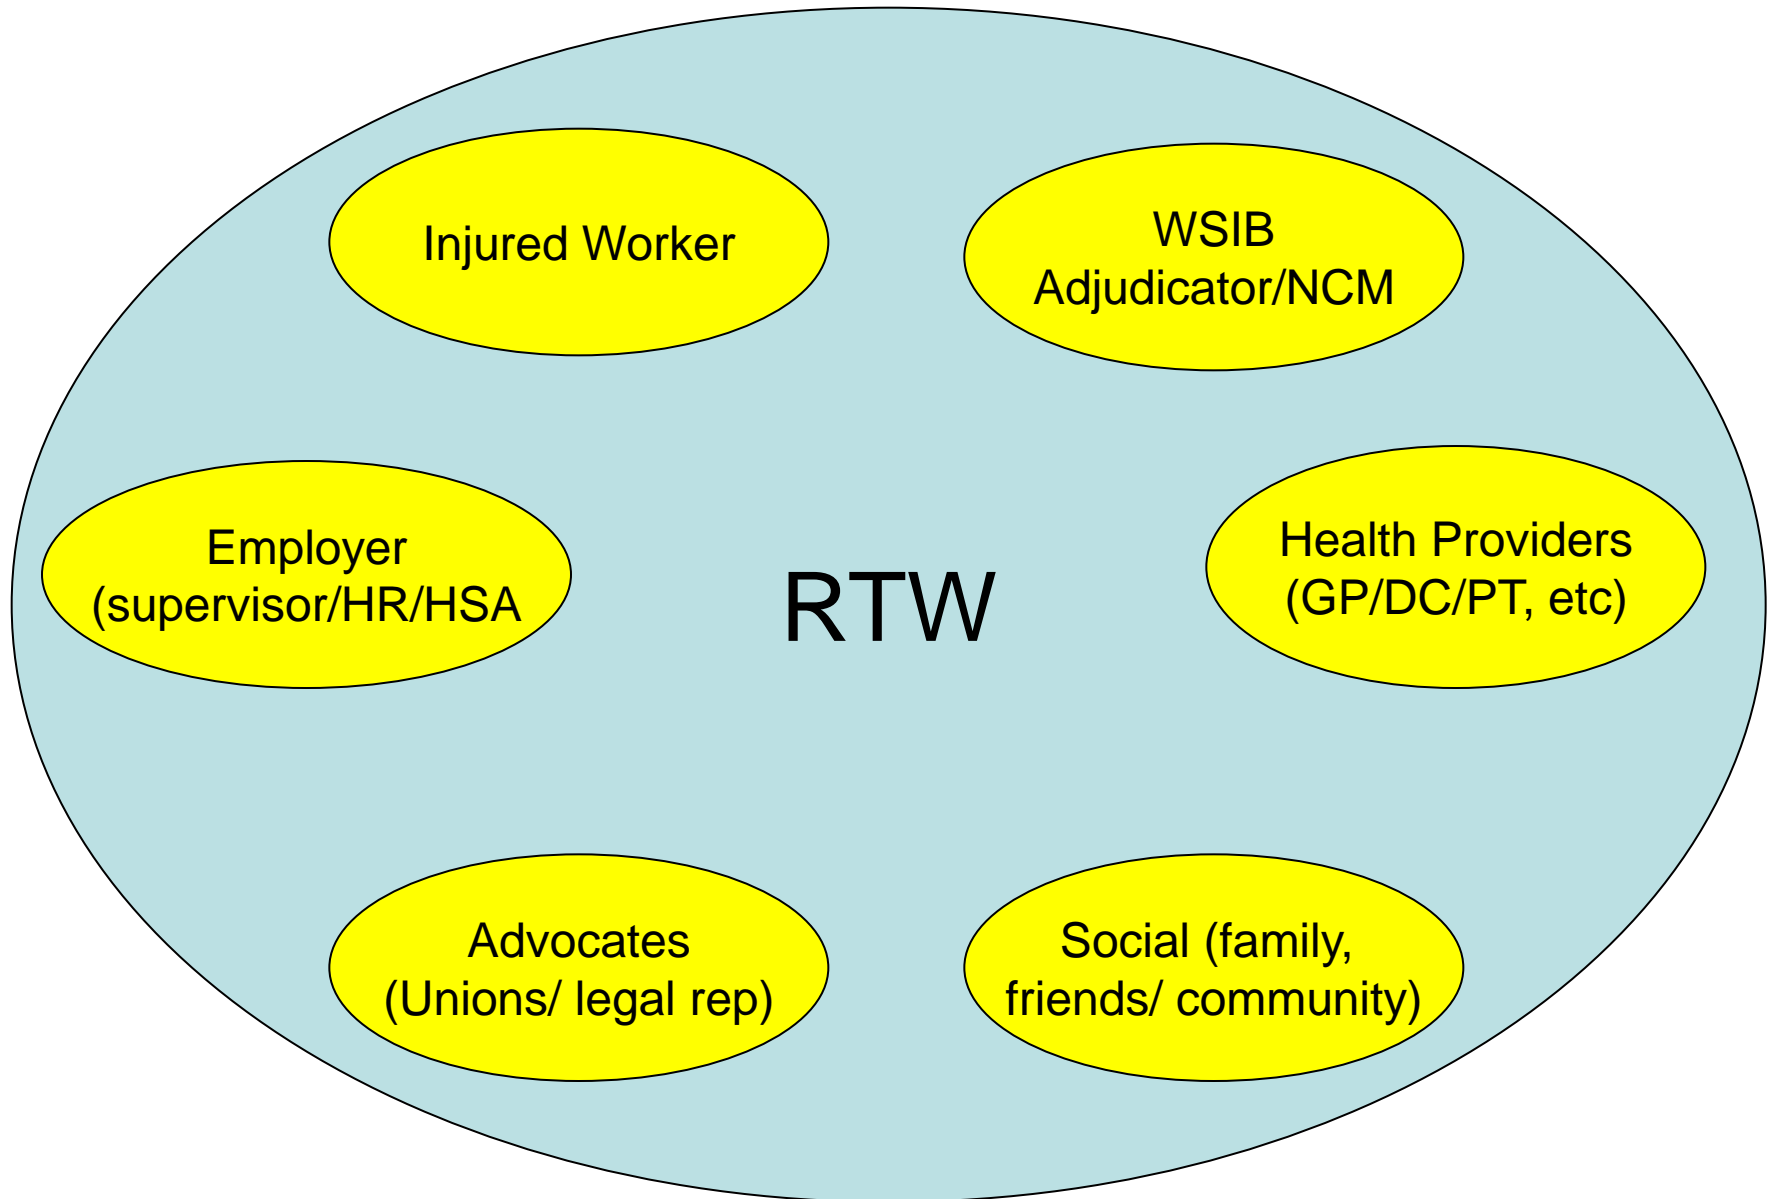 Injured Worker
WSIB
Adjudicator/NCM
Employer
(supervisor/HR/HSA
RTW
Health Providers
(GP/DC/PT, etc)
Advocates
(Unions/ legal rep)
Social (family,
friends/ community)